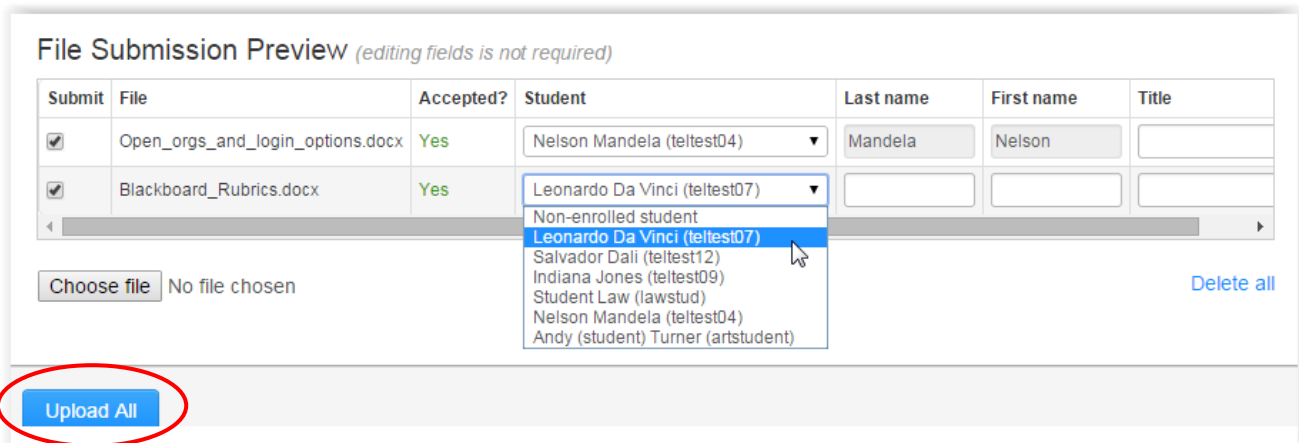 File Submission Preview (editing fields is not required)
Submit File Accepted? Student Last name First name Title
Open_orgs_and_login_options.docx Yes Nelson Mandela (teltest04) Mandela Nelson
Blackboard_Rubrics.docx Yes Leonardo Da Vinci (teltest07)
Non-enrolled student
Leonardo Da Vinci (teltest07)
Salvador Dali (teltest12)
Indiana Jones (teltest09)
Student Law (lawstud)
Nelson Mandela (teltest04)
Andy (student) Turner (artstudent)
Choose file No file chosen
Delete all
Upload All